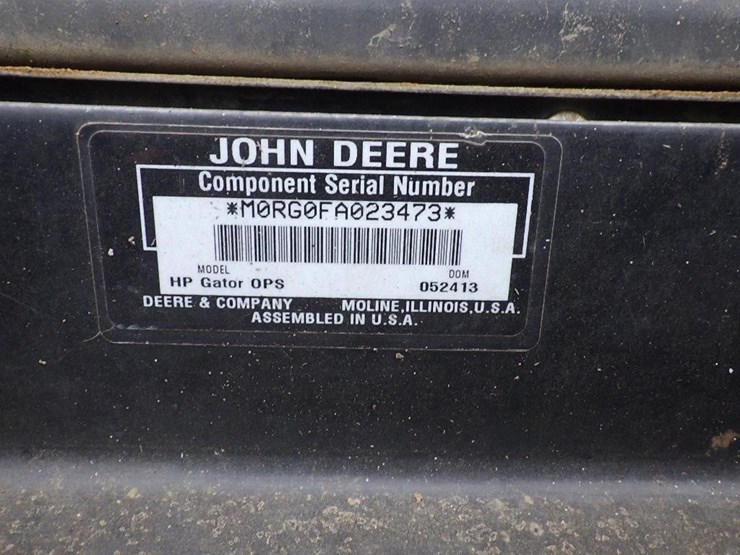 JOHN DEERE
Component Serial Number
*M0RG0FA023473*
MODEL DOM
HP Gator OPS 052413
DEERE & COMPANY MOLINE,ILLINOIS,U.S.A.
ASSEMBLED IN U.S.A.